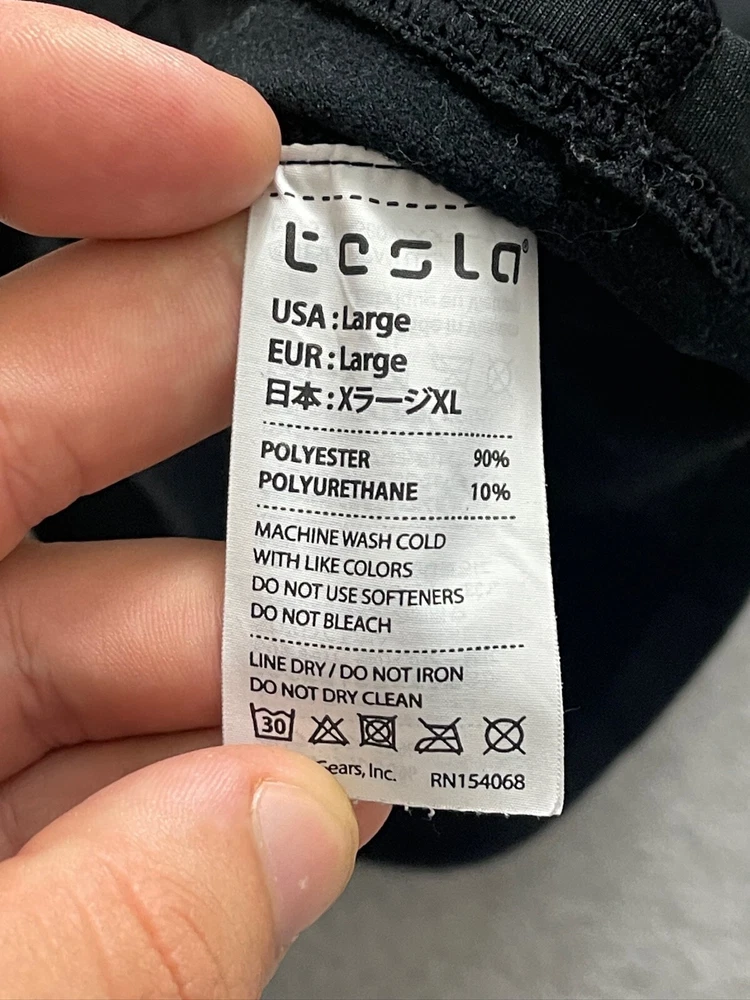 tesla®
USA :Large
EUR :Large
日本 :XラージXL
POLYESTER 90%
POLYURETHANE 10%
MACHINE WASH COLD
WITH LIKE COLORS
DO NOT USE SOFTENERS
DO NOT BLEACH
LINE DRY / DO NOT IRON
DO NOT DRY CLEAN
30
Gears, Inc. RN154068